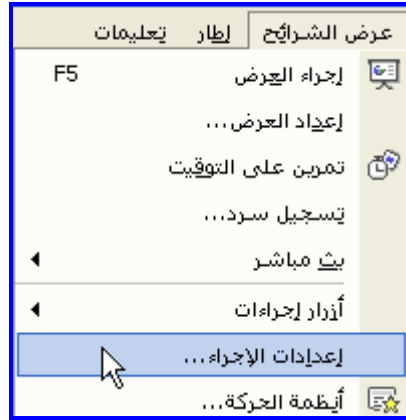 عرض الشرائح إطار تعليمات
إجراء العرض F5
إعداد العرض...
تمرين على التوقيت
تسجيل سرد...
بث مباشر
أزرار إجراءات
إعدادات الإجراء...
أنظمة الحركة...